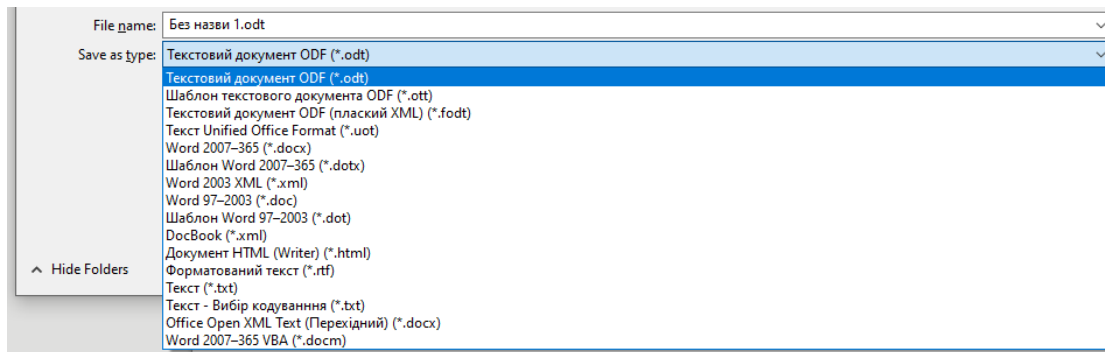 File name: Без назви 1.odt
Save as type: Текстовий документ ODF (*.odt)
Текстовий документ ODF (*.odt)
Шаблон текстового документа ODF (*.ott)
Текстовий документ ODF (плаский XML) (*.fodt)
Текст Unified Office Format (*.uot)
Word 2007–365 (*.docx)
Шаблон Word 2007–365 (*.dotx)
Word 2003 XML (*.xml)
Word 97–2003 (*.doc)
Шаблон Word 97–2003 (*.dot)
DocBook (*.xml)
Документ HTML (Writer) (*.html)
Hide Folders
Форматований текст (*.rtf)
Текст (*.txt)
Текст - Вибір кодуванння (*.txt)
Office Open XML Text (Перехідний) (*.docx)
Word 2007–365 VBA (*.docm)